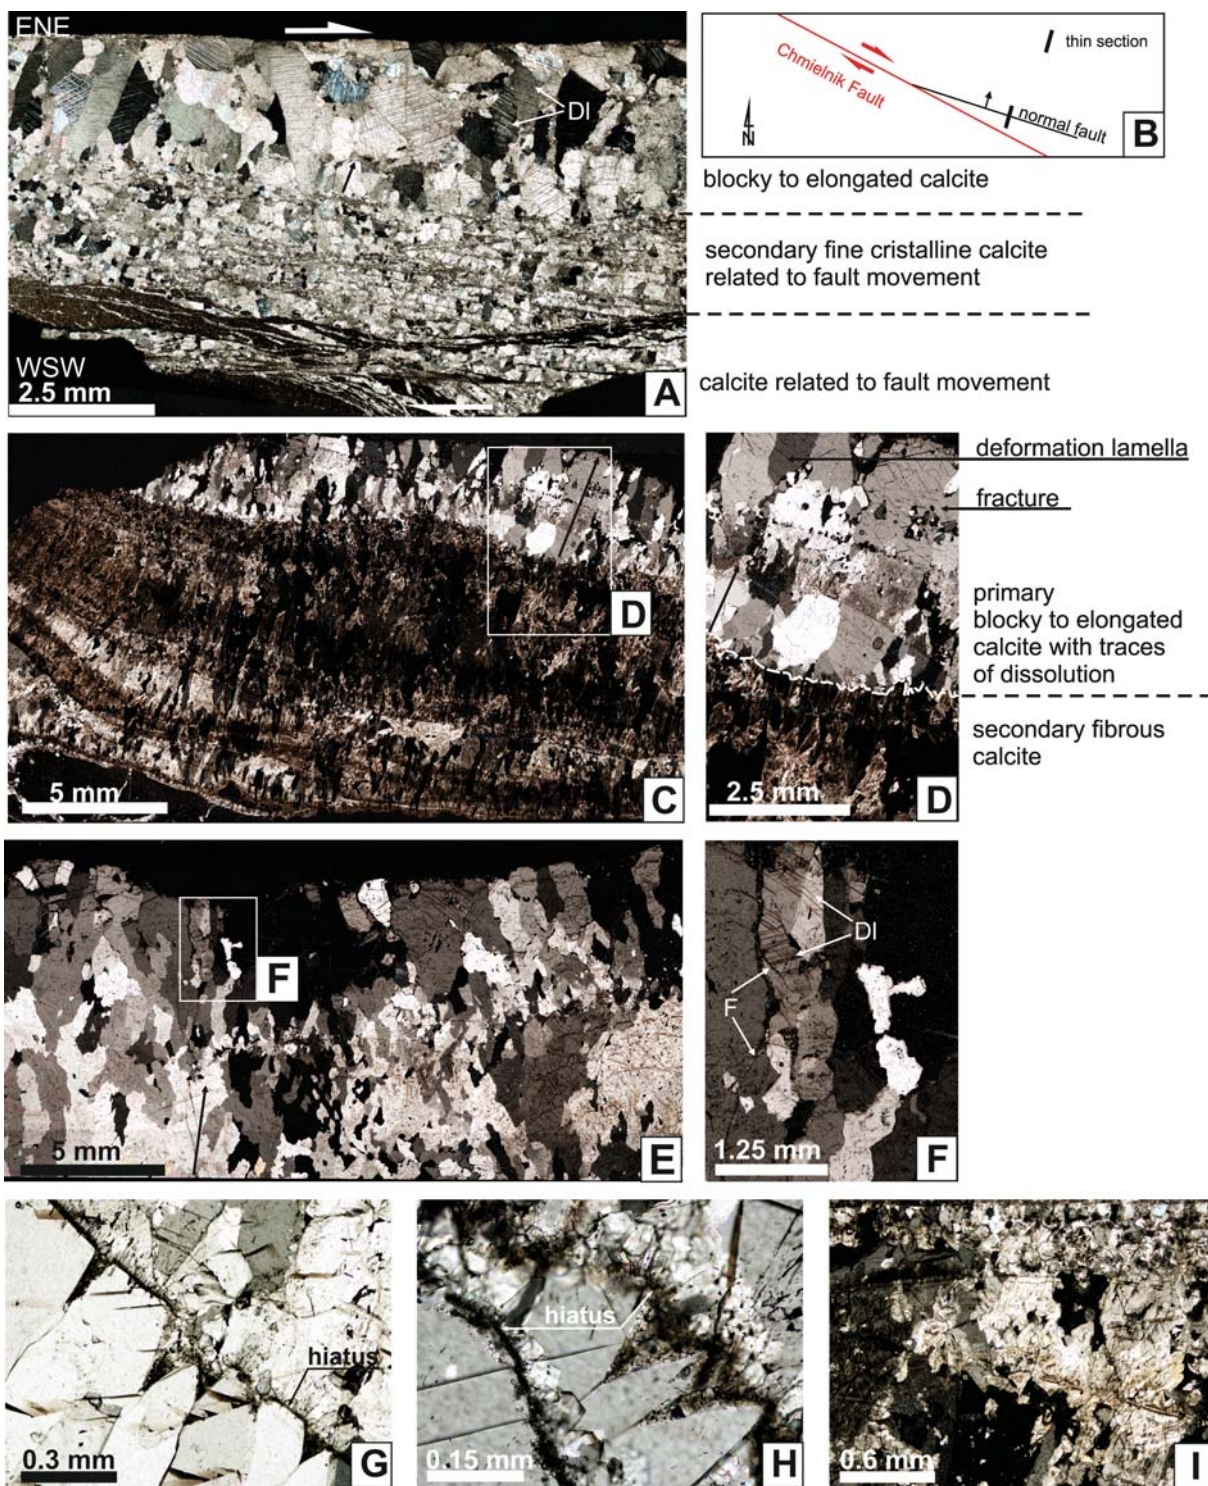 ENE
DI
WSW
2.5 mm
A
Chmielnik Fault
thin section
N
normal fault
B
blocky to elongated calcite
secondary fine cristalline calcite
related to fault movement
calcite related to fault movement
D
5 mm
C
2.5 mm
D
deformation lamella
fracture
primary
blocky to elongated
calcite with traces
of dissolution
secondary fibrous
calcite
F
5 mm
E
DI
F
1.25 mm
F
hiatus
0.3 mm
G
hiatus
0.15 mm
H
0.6 mm
I